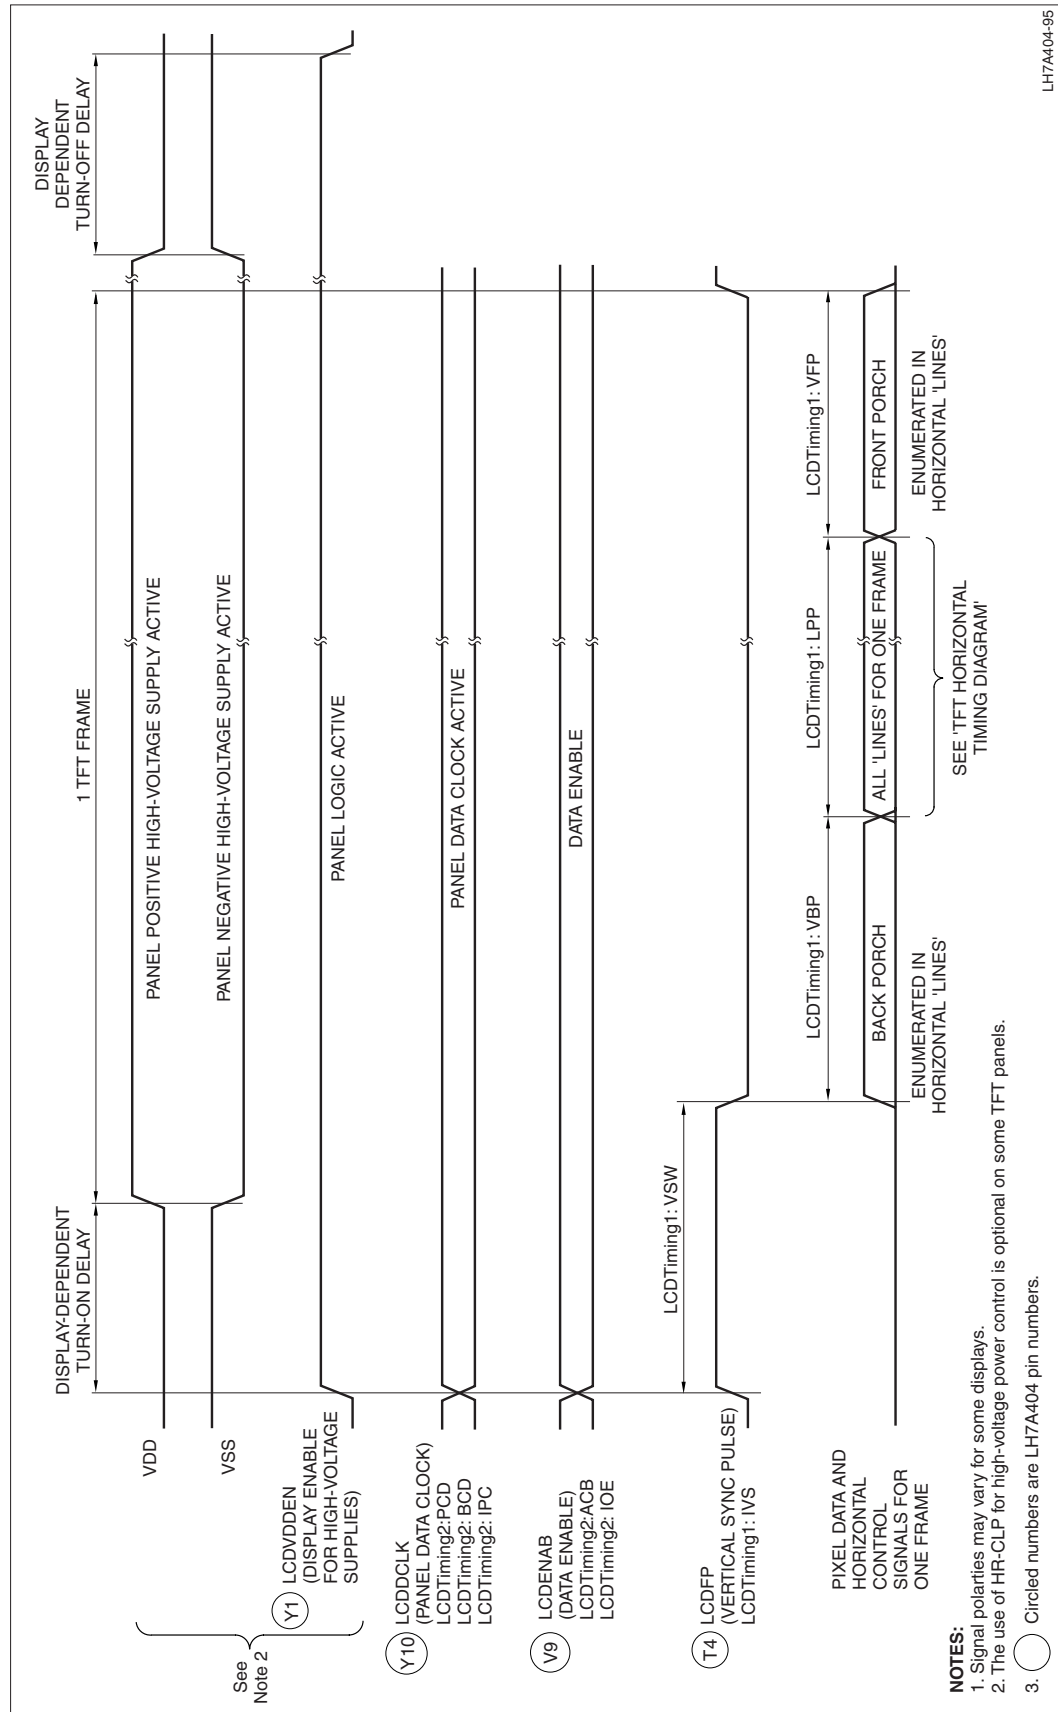 DISPLAY-DEPENDENT
TURN-ON DELAY
1 TFT FRAME
DISPLAY
DEPENDENT
TURN-OFF DELAY
VDD
PANEL POSITIVE HIGH-VOLTAGE SUPPLY ACTIVE
VSS
PANEL NEGATIVE HIGH-VOLTAGE SUPPLY ACTIVE
See
Note 2
Y1
LCDVDDEN
(DISPLAY ENABLE
FOR HIGH-VOLTAGE
SUPPLIES)
PANEL LOGIC ACTIVE
Y10
LCDDCLK
(PANEL DATA CLOCK)
LCDTiming2:PCD
LCDTiming2: BCD
LCDTiming2: IPC
PANEL DATA CLOCK ACTIVE
V9
LCDENAB
(DATA ENABLE)
LCDTiming2:ACB
LCDTiming2: IOE
DATA ENABLE
LCDTiming1: VSW
T4
LCDFP
(VERTICAL SYNC PULSE)
LCDTiming1: IVS
LCDTiming1: VBP
LCDTiming1: LPP
LCDTiming1: VFP
PIXEL DATA AND
HORIZONTAL
CONTROL
SIGNALS FOR
ONE FRAME
BACK PORCH
ALL 'LINES' FOR ONE FRAME
FRONT PORCH
ENUMERATED IN
HORIZONTAL 'LINES'
SEE 'TFT HORIZONTAL
TIMING DIAGRAM'
ENUMERATED IN
HORIZONTAL 'LINES'
NOTES:
1. Signal polarties may vary for some displays.
2. The use of HR-CLP for high-voltage power control is optional on some TFT panels.
3. Circled numbers are LH7A404 pin numbers.
LH7A404-95